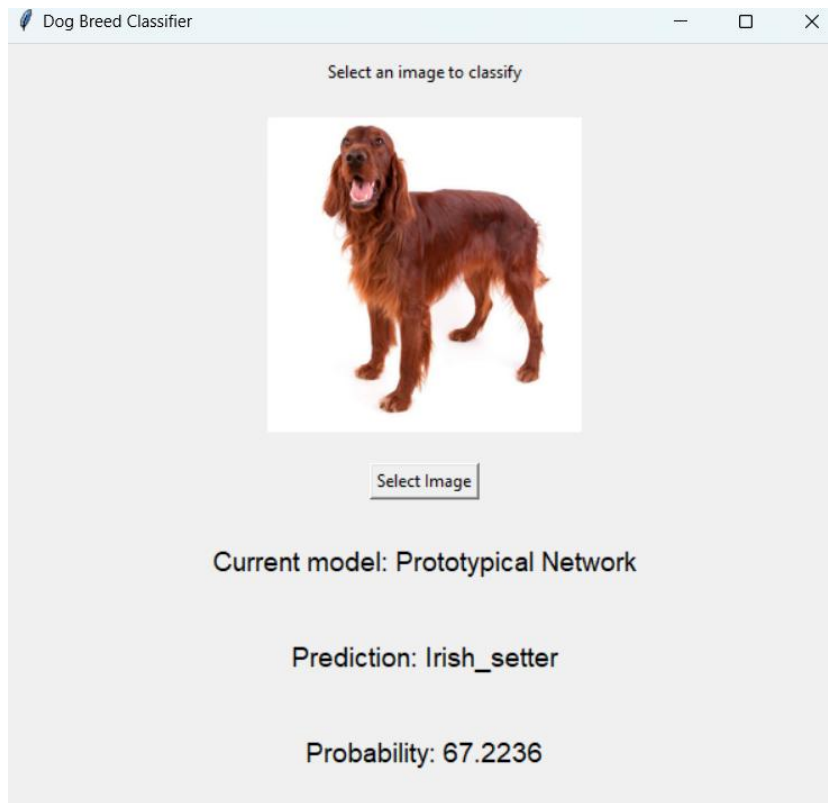 Dog Breed Classifier
Select an image to classify
Select Image
Current model: Prototypical Network
Prediction: Irish_setter
Probability: 67.2236